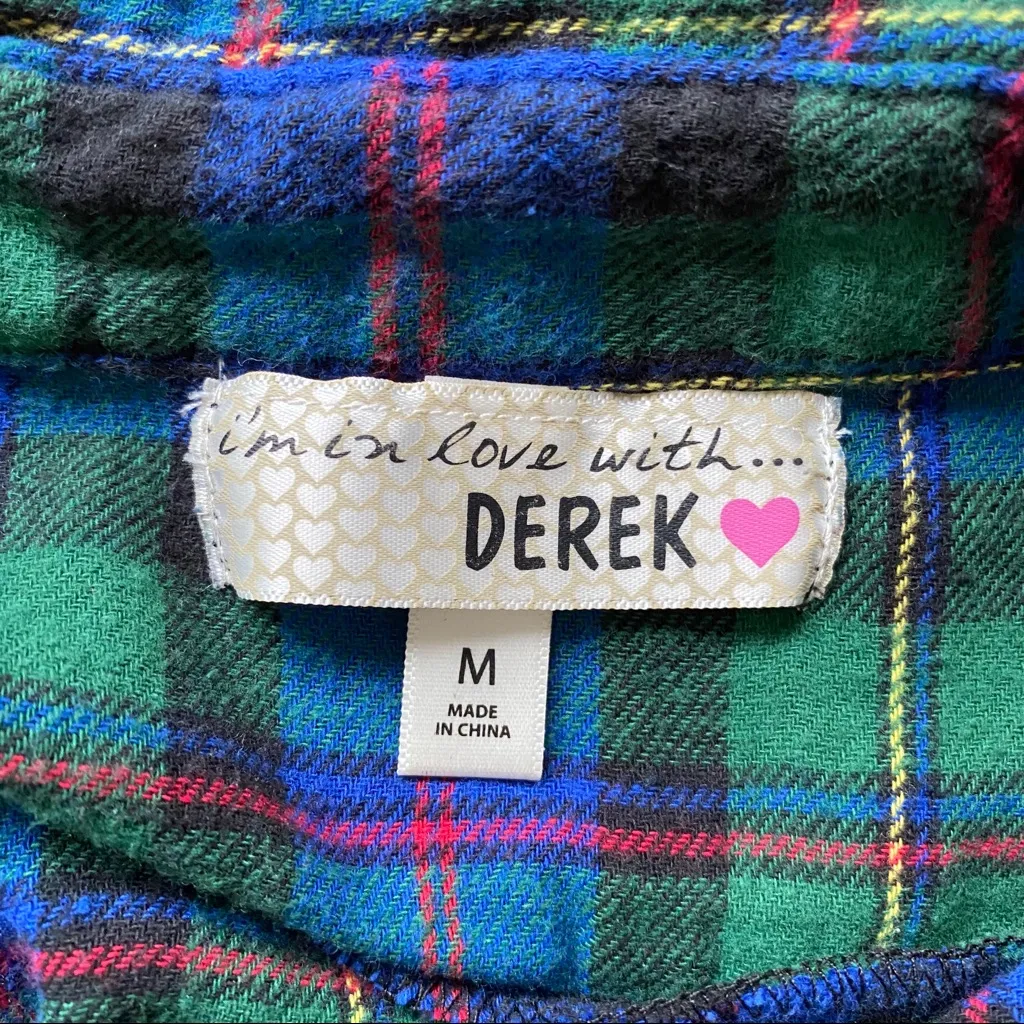 i'm in love with...
DEREK
M
MADE
IN CHINA